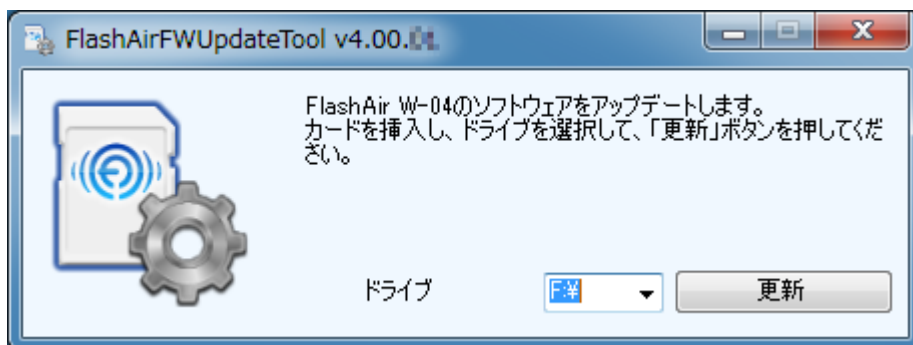 FlashAirFWUpdateTool v4.00.
FlashAir W-04のソフトウェアをアップデートします。
カードを挿入し、ドライブを選択して、「更新」ボタンを押してくだ
さい。
ドライブ
F:¥
更新